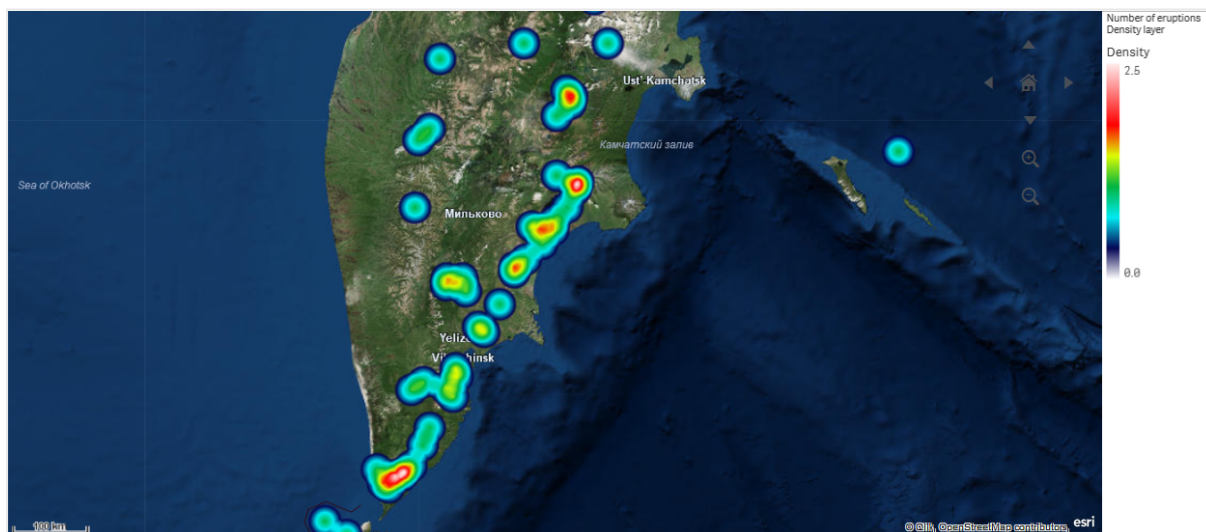 Number of eruptions
Density layer
Density
2.5
0.0
Ust'-Kamchatsk
Камчатский залив
Sea of Okhotsk
Мильково
100 km
© Qlik, OpenStreetMap contributors,
esri